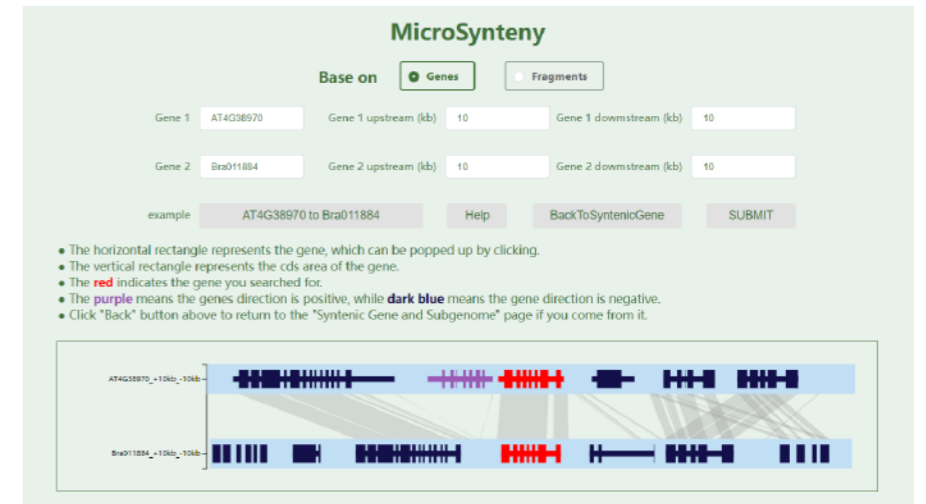 MicroSynteny
Base on Genes Fragments
Gene 1 AT4G38970 Gene 1 upstream (kb) 10 Gene 1 dowmstream (kb) 10
Gene 2 Bra011884 Gene 2 upstream (kb) 10 Gene 2 dowmstream (kb) 10
example AT4G38970 to Bra011884 Help BackToSyntenicGene SUBMIT
• The horizontal rectangle represents the gene, which can be popped up by clicking.
• The vertical rectangle represents the cds area of the gene.
• The red indicates the gene you searched for.
• The purple means the genes direction is positive, while dark blue means the gene direction is negative.
• Click "Back" button above to return to the "Syntenic Gene and Subgenome" page if you come from it.
AT4G38970_+10kb_-10kb
Bra011884_+10kb_-10kb